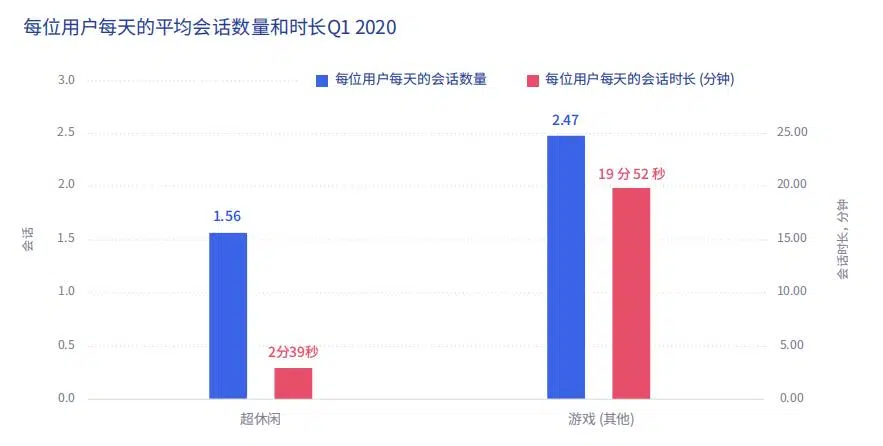 每位用户每天的平均会话数量和时长Q1 2020
每位用户每天的会话数量
每位用户每天的会话时长 (分钟)
3.0
2.5
2.0
1.5
1.0
0.5
0.0
会话
1.56
2分39秒
2.47
19 分 52 秒
25.00
20.00
15.00
10.00
5.00
0.00
会话时长, 分钟
超休闲
游戏 (其他)